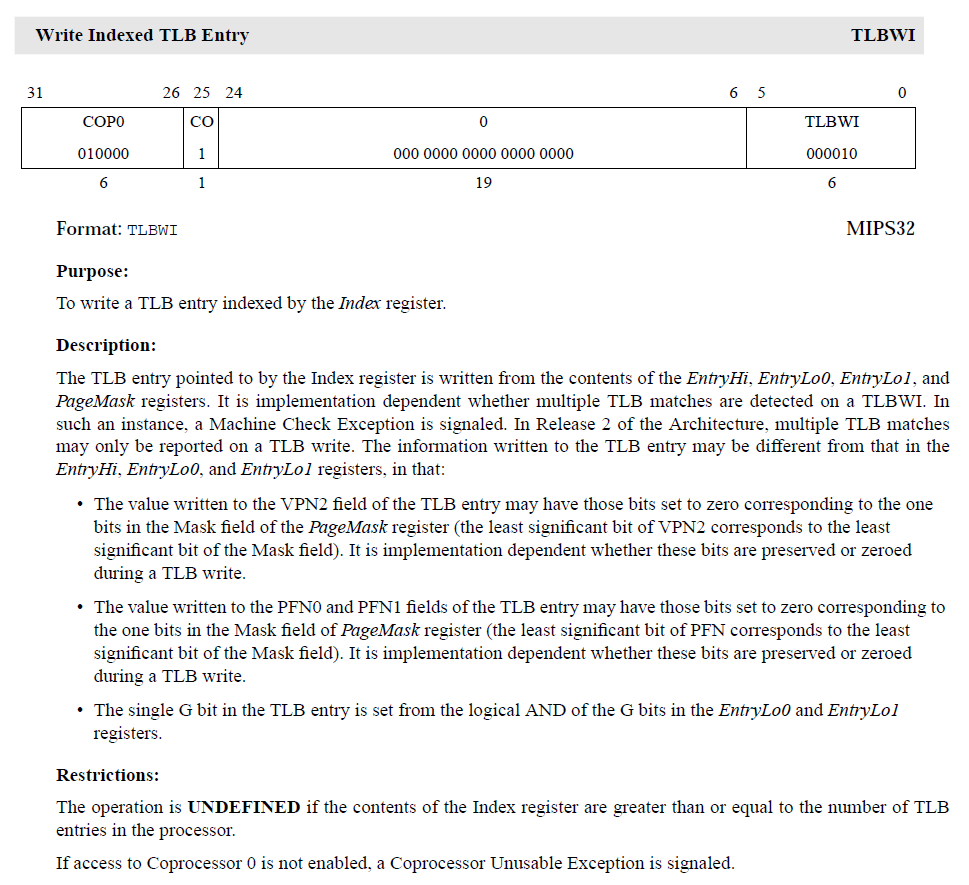 Write Indexed TLB Entry TLBWI
31 26 25 24 6 5 0
COP0 CO 0 TLBWI
010000 1 000 0000 0000 0000 0000 000010
6 1 19 6
Format: TLBWI MIPS32
Purpose:
To write a TLB entry indexed by the Index register.
Description:
The TLB entry pointed to by the Index register is written from the contents of the EntryHi, EntryLo0, EntryLo1, and
PageMask registers. It is implementation dependent whether multiple TLB matches are detected on a TLBWI. In
such an instance, a Machine Check Exception is signaled. In Release 2 of the Architecture, multiple TLB matches
may only be reported on a TLB write. The information written to the TLB entry may be different from that in the
EntryHi, EntryLo0, and EntryLo1 registers, in that:
• The value written to the VPN2 field of the TLB entry may have those bits set to zero corresponding to the one
bits in the Mask field of the PageMask register (the least significant bit of VPN2 corresponds to the least
significant bit of the Mask field). It is implementation dependent whether these bits are preserved or zeroed
during a TLB write.
• The value written to the PFN0 and PFN1 fields of the TLB entry may have those bits set to zero corresponding to
the one bits in the Mask field of PageMask register (the least significant bit of PFN corresponds to the least
significant bit of the Mask field). It is implementation dependent whether these bits are preserved or zeroed
during a TLB write.
• The single G bit in the TLB entry is set from the logical AND of the G bits in the EntryLo0 and EntryLo1
registers.
Restrictions:
The operation is UNDEFINED if the contents of the Index register are greater than or equal to the number of TLB
entries in the processor.
If access to Coprocessor 0 is not enabled, a Coprocessor Unusable Exception is signaled.